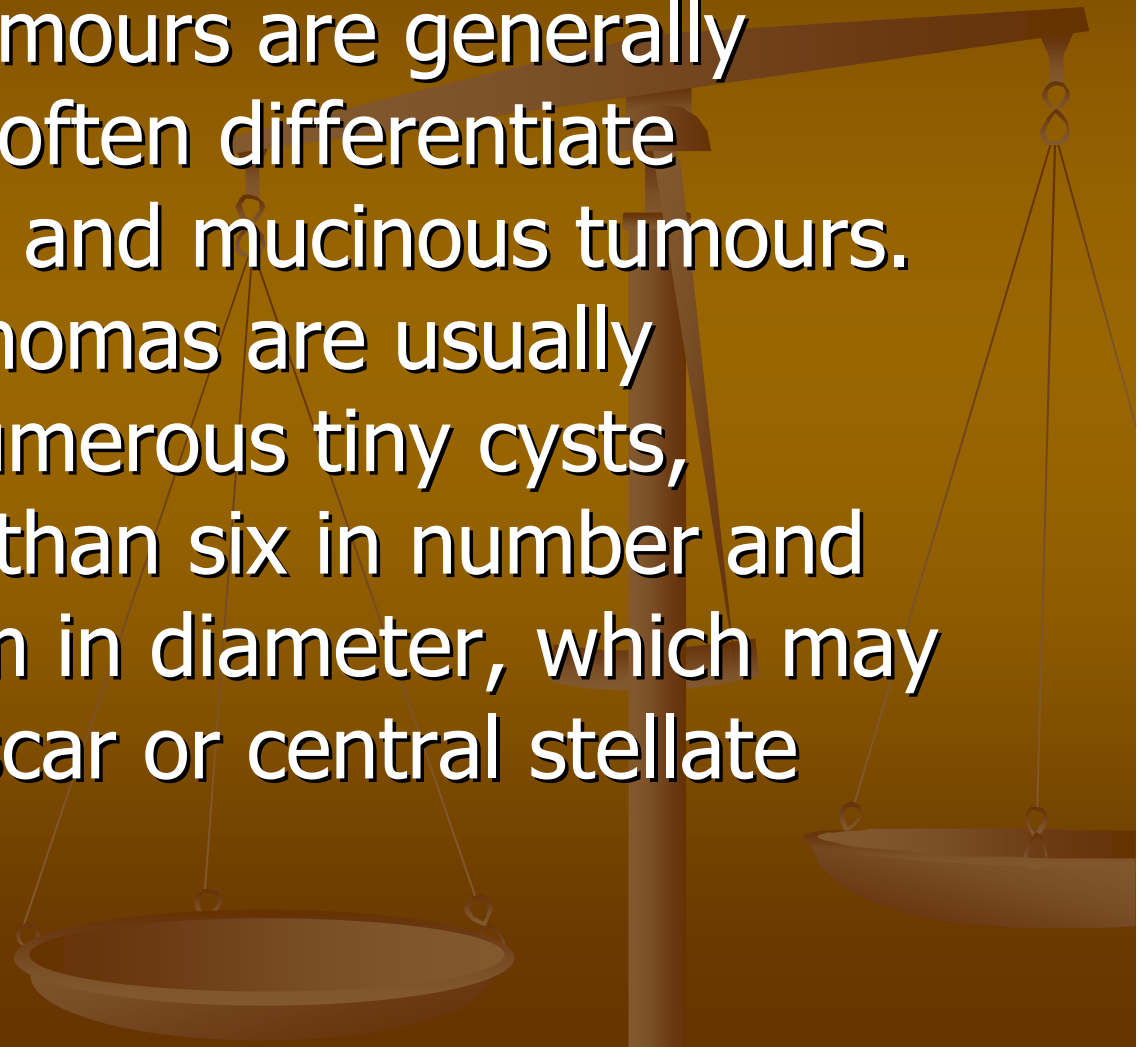 mours are generally
often differentiate
and mucinous tumours.
nomas are usually
umerous tiny cysts,
than six in number and
in diameter, which may
scar or central stellate